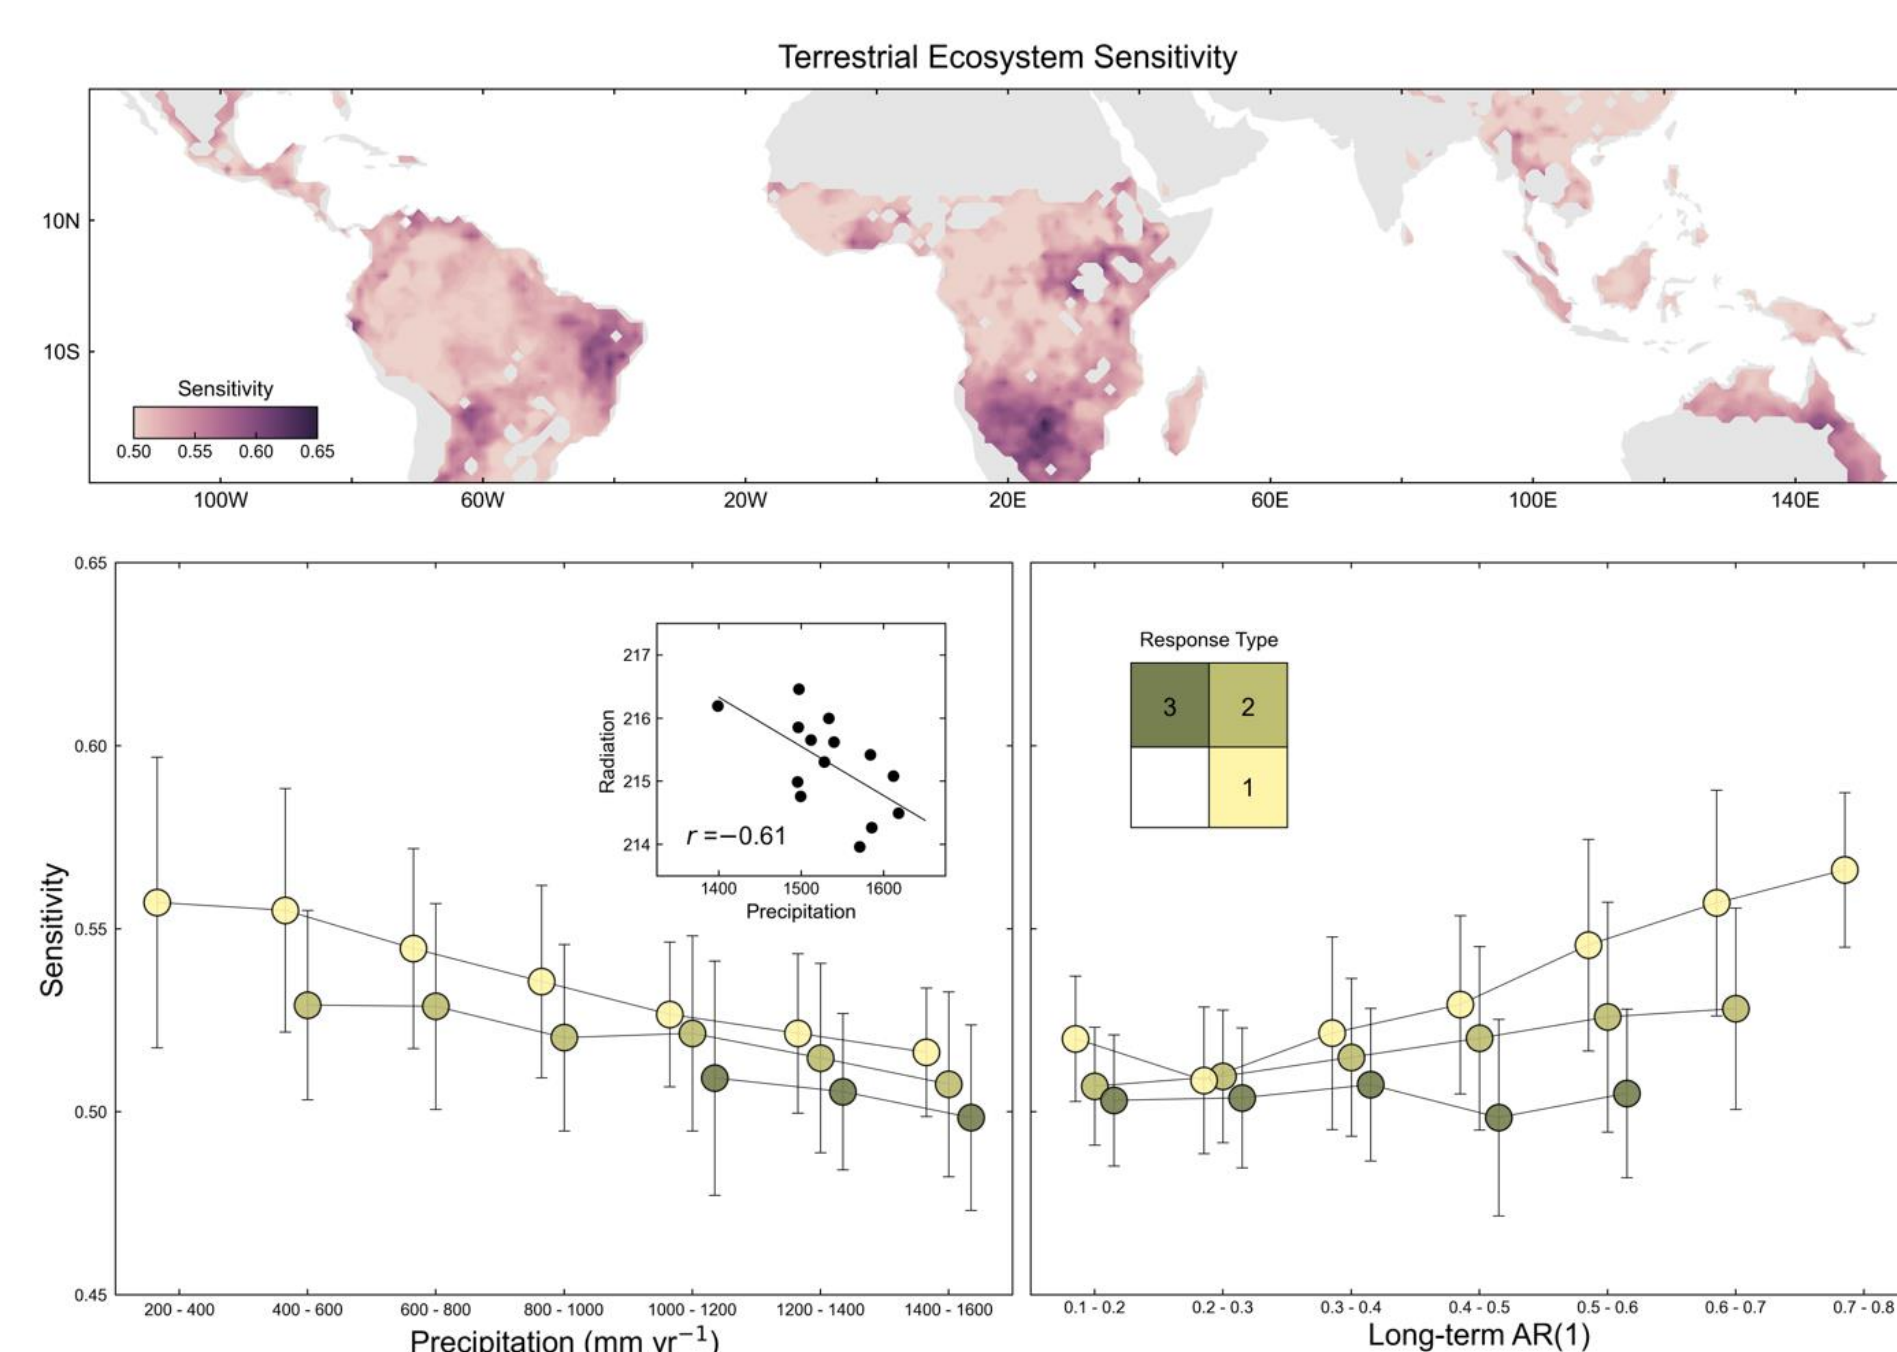 Terrestrial Ecosystem Sensitivity
10N
10S
Sensitivity
0.50 0.55 0.60 0.65
100W 60W 20W 20E 60E 100E 140E
0.65
0.60
0.55
0.50
0.45
Sensitivity
217
216
215
214
Radiation
r =−0.61
1400 1500 1600
Precipitation
200 - 400 400 - 600 600 - 800 800 - 1000 1000 - 1200 1200 - 1400 1400 - 1600
Precipitation (mm yr⁻¹)
Response Type
3 2
1
0.1 - 0.2 0.2 - 0.3 0.3 - 0.4 0.4 - 0.5 0.5 - 0.6 0.6 - 0.7 0.7 - 0.8
Long-term AR(1)